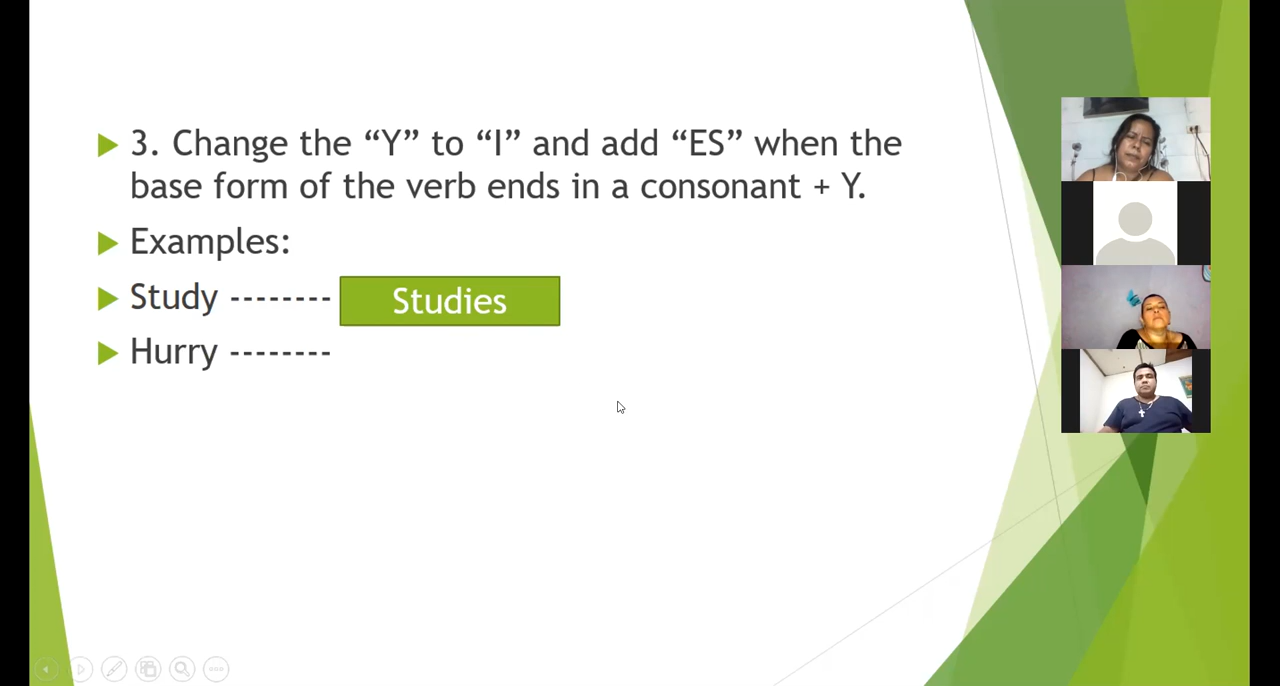 3. Change the “Y” to “I” and add “ES” when the
base form of the verb ends in a consonant + Y.
Examples:
Study -------- Studies
Hurry --------